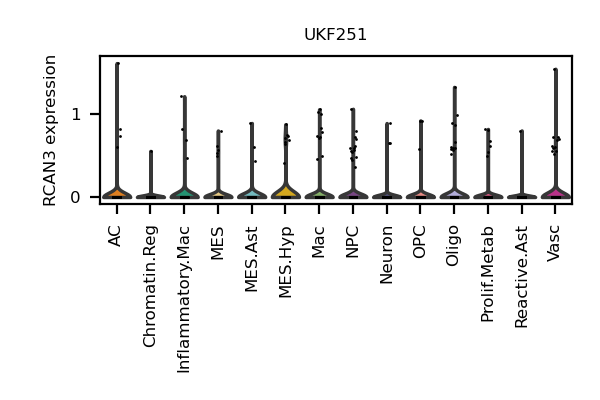 UKF251
RCAN3 expression
1
0
AC
Chromatin.Reg
Inflammatory.Mac
MES
MES.Ast
MES.Hyp
Mac
NPC
Neuron
OPC
Oligo
Prolif.Metab
Reactive.Ast
Vasc